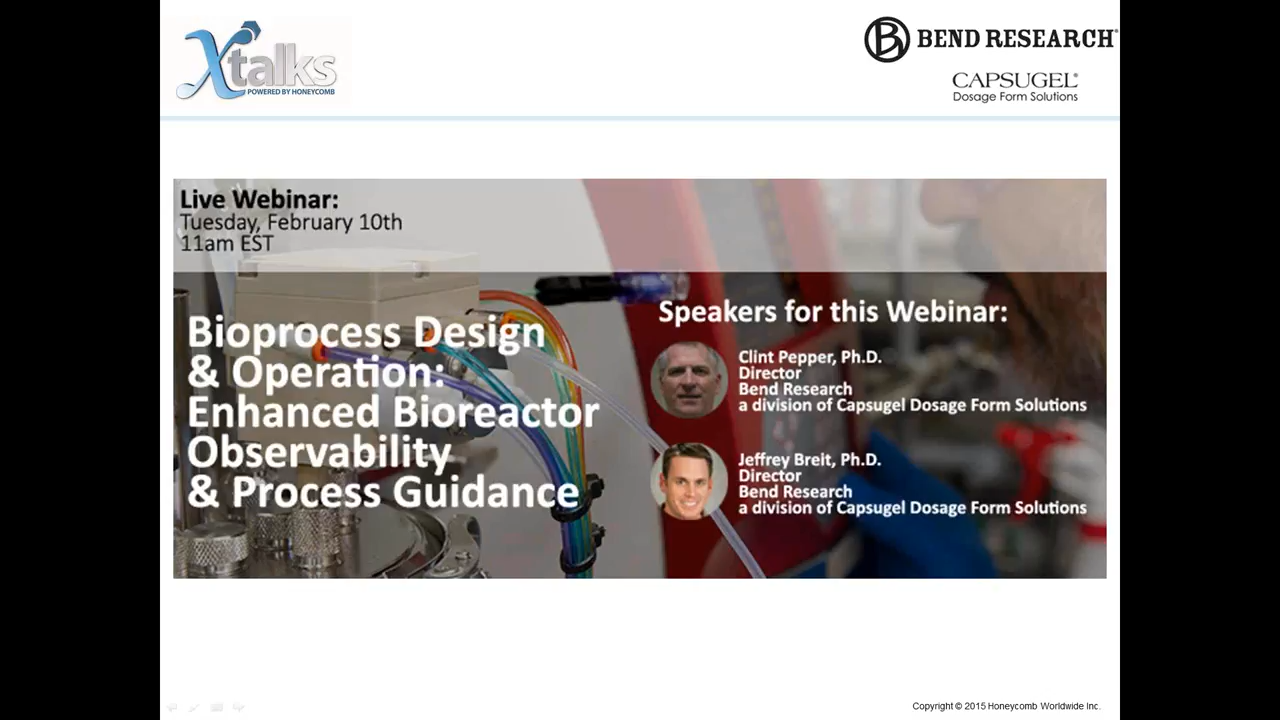 Xtalks
POWERED BY HONEYCOMB
B BEND RESEARCH®
CAPSUGEL®
Dosage Form Solutions
Live Webinar:
Tuesday, February 10th
11am EST
Bioprocess Design
& Operation:
Enhanced Bioreactor
Observability
& Process Guidance
Speakers for this Webinar:
Clint Pepper, Ph.D.
Director
Bend Research
a division of Capsugel Dosage Form Solutions
Jeffrey Breit, Ph.D.
Director
Bend Research
a division of Capsugel Dosage Form Solutions
Copyright © 2015 Honeycomb Worldwide Inc.